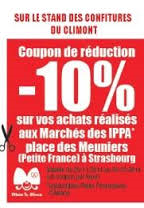 SUR LE STAND DES CONFITURES
DU CLIMONT
Coupon de réduction
-10%
sur vos achats réalisés
aux Marchés des IPPA*
place des Meuniers
(Petite France) à Strasbourg